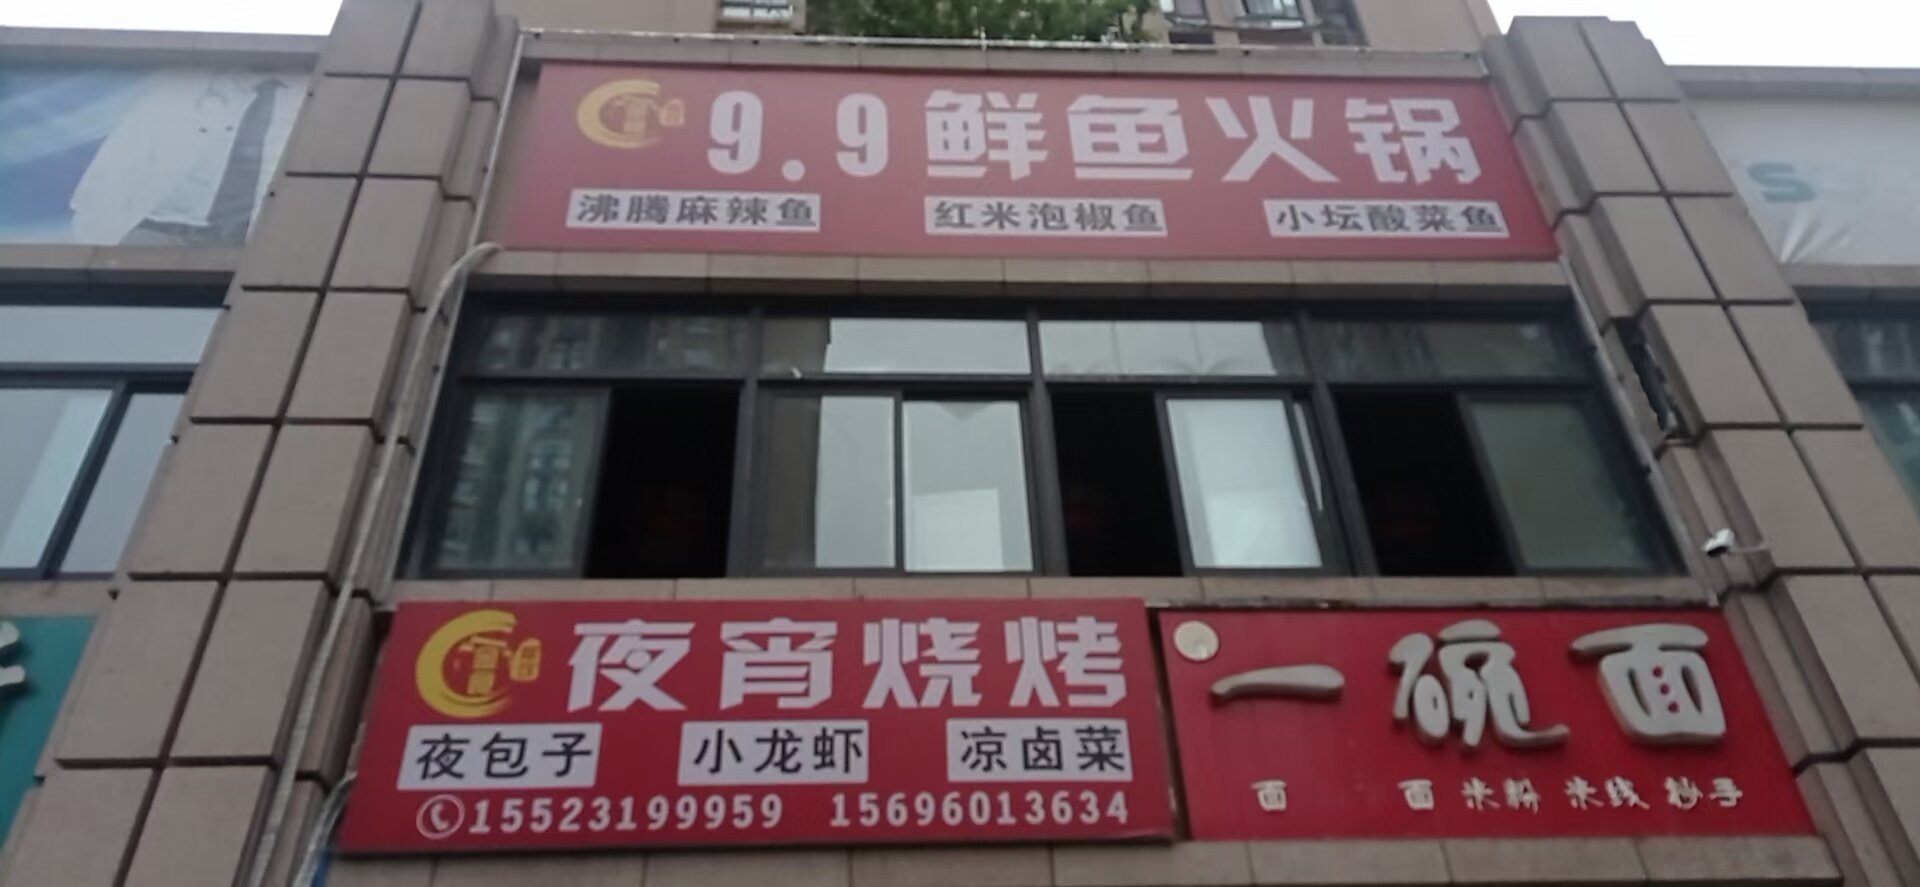 9.9鲜鱼火锅
沸腾麻辣鱼 红米泡椒鱼 小坛酸菜鱼
夜宵烧烤
夜包子 小龙虾 凉卤菜
15523199959 15696013634
一碗面
面 面 米粉 米线 抄手